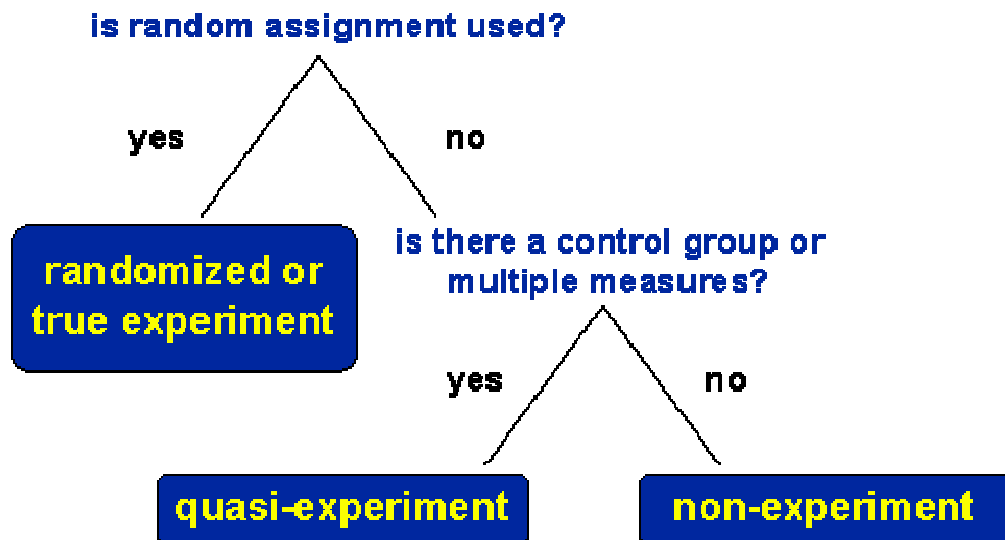 is random assignment used?
yes
no
randomized or
true experiment
is there a control group or
multiple measures?
yes
no
quasi-experiment
non-experiment